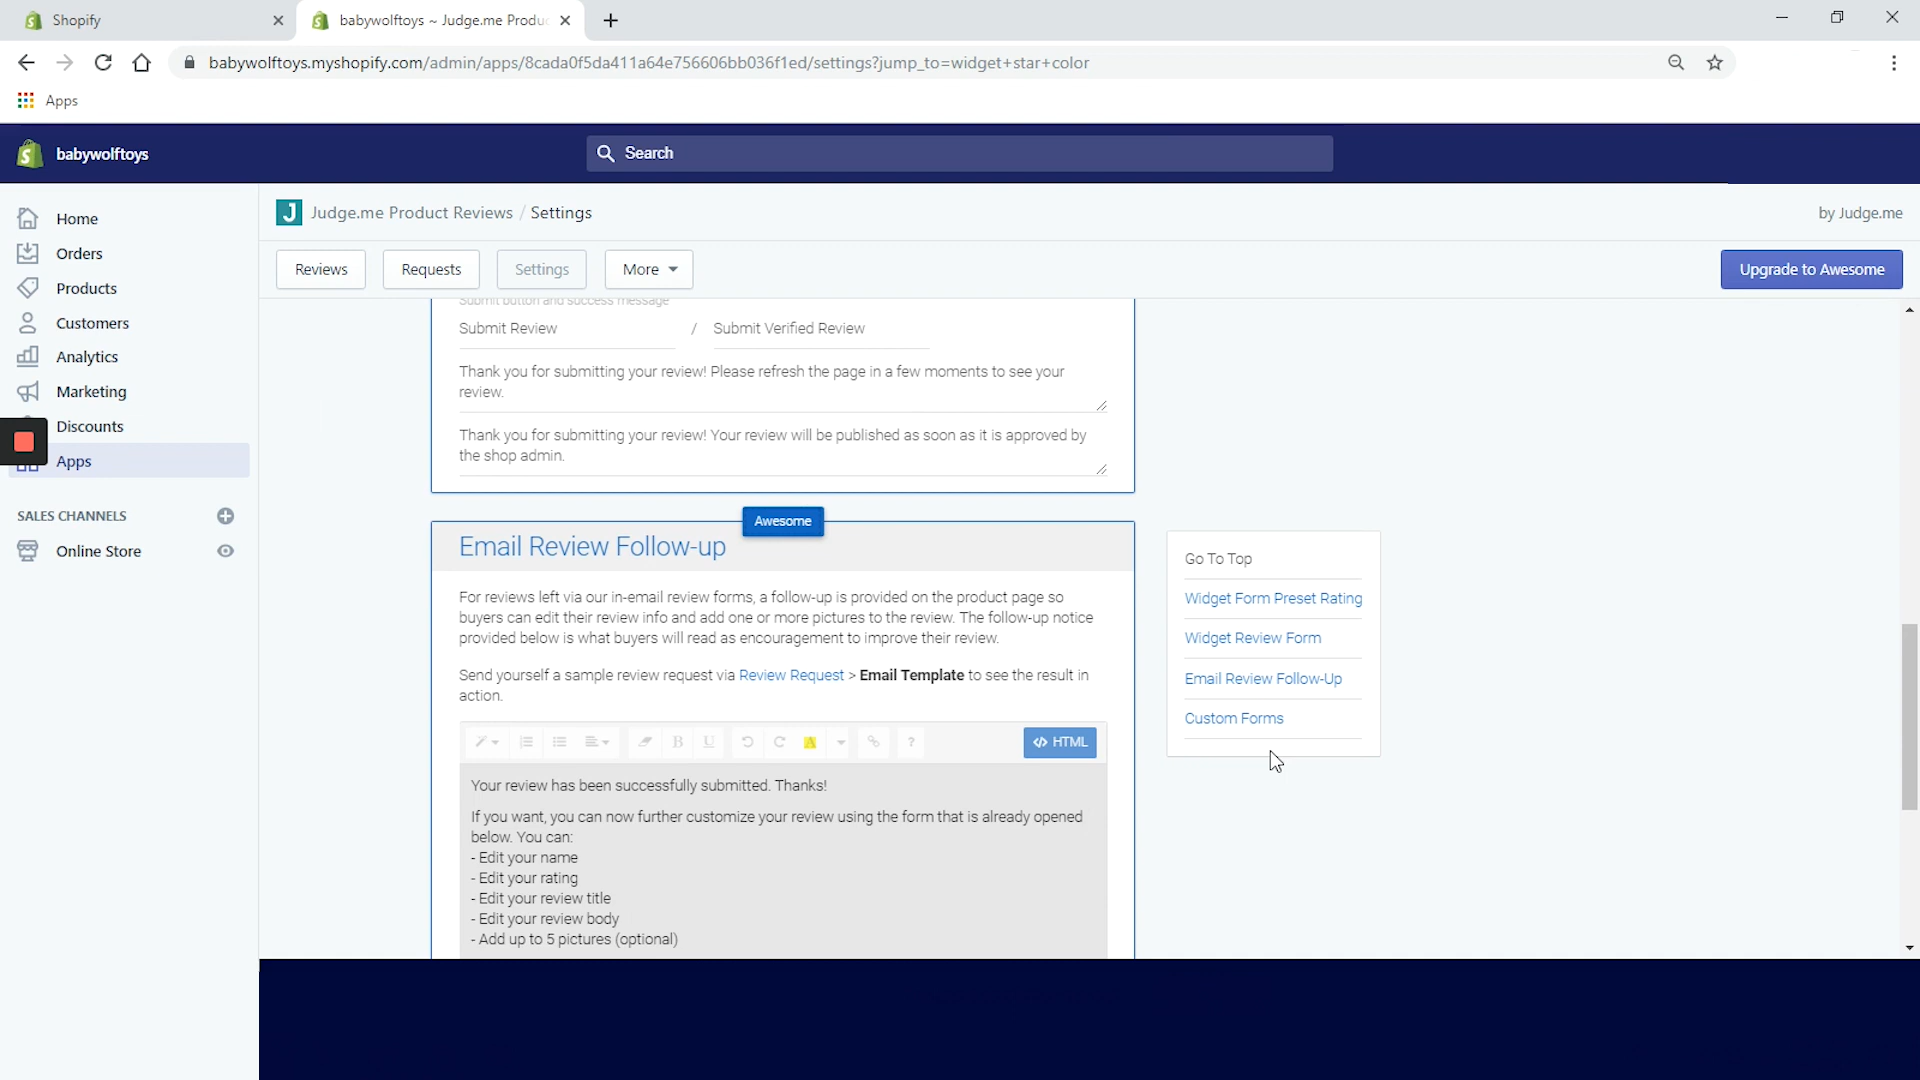 Shopify
babywolftoys ~ Judge.me Produc
babywolftoys.myshopify.com/admin/apps/8cada0f5da411a64e756606bb036f1ed/settings?jump_to=widget+star+color
Apps
babywolftoys
Search
Home
Orders
Products
Customers
Analytics
Marketing
Discounts
Apps
SALES CHANNELS
Online Store
J Judge.me Product Reviews / Settings
by Judge.me
Reviews
Requests
Settings
More
Upgrade to Awesome
Submit button and success message
Submit Review / Submit Verified Review
Thank you for submitting your review! Please refresh the page in a few moments to see your
review.
Thank you for submitting your review! Your review will be published as soon as it is approved by
the shop admin.
Awesome
Email Review Follow-up
For reviews left via our in-email review forms, a follow-up is provided on the product page so
buyers can edit their review info and add one or more pictures to the review. The follow-up notice
provided below is what buyers will read as encouragement to improve their review.
Send yourself a sample review request via Review Request > Email Template to see the result in
action.
B U A ? </> HTML
Your review has been successfully submitted. Thanks!
If you want, you can now further customize your review using the form that is already opened
below. You can:
- Edit your name
- Edit your rating
- Edit your review title
- Edit your review body
- Add up to 5 pictures (optional)
Go To Top
Widget Form Preset Rating
Widget Review Form
Email Review Follow-Up
Custom Forms